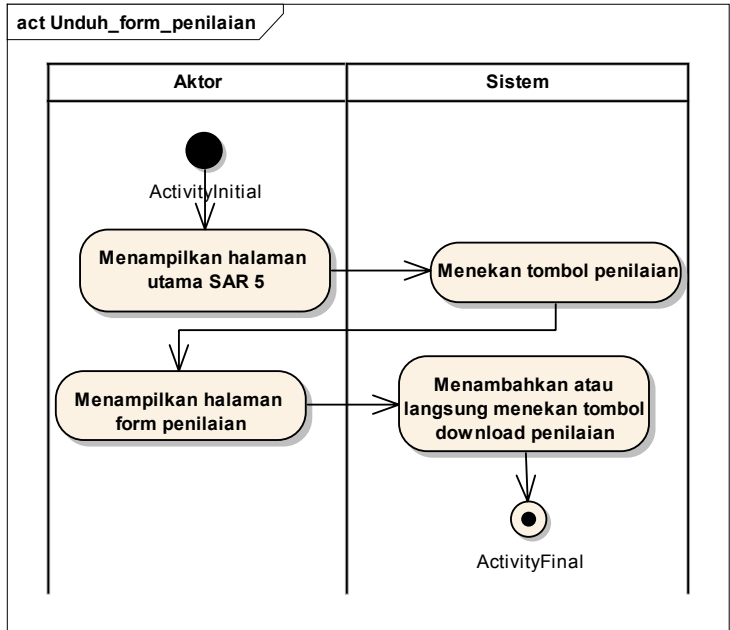 act Unduh_form_penilaian
Aktor
Sistem
ActivityInitial
Menampilkan halaman
utama SAR 5
Menekan tombol penilaian
Menampilkan halaman
form penilaian
Menambahkan atau
langsung menekan tombol
download penilaian
ActivityFinal